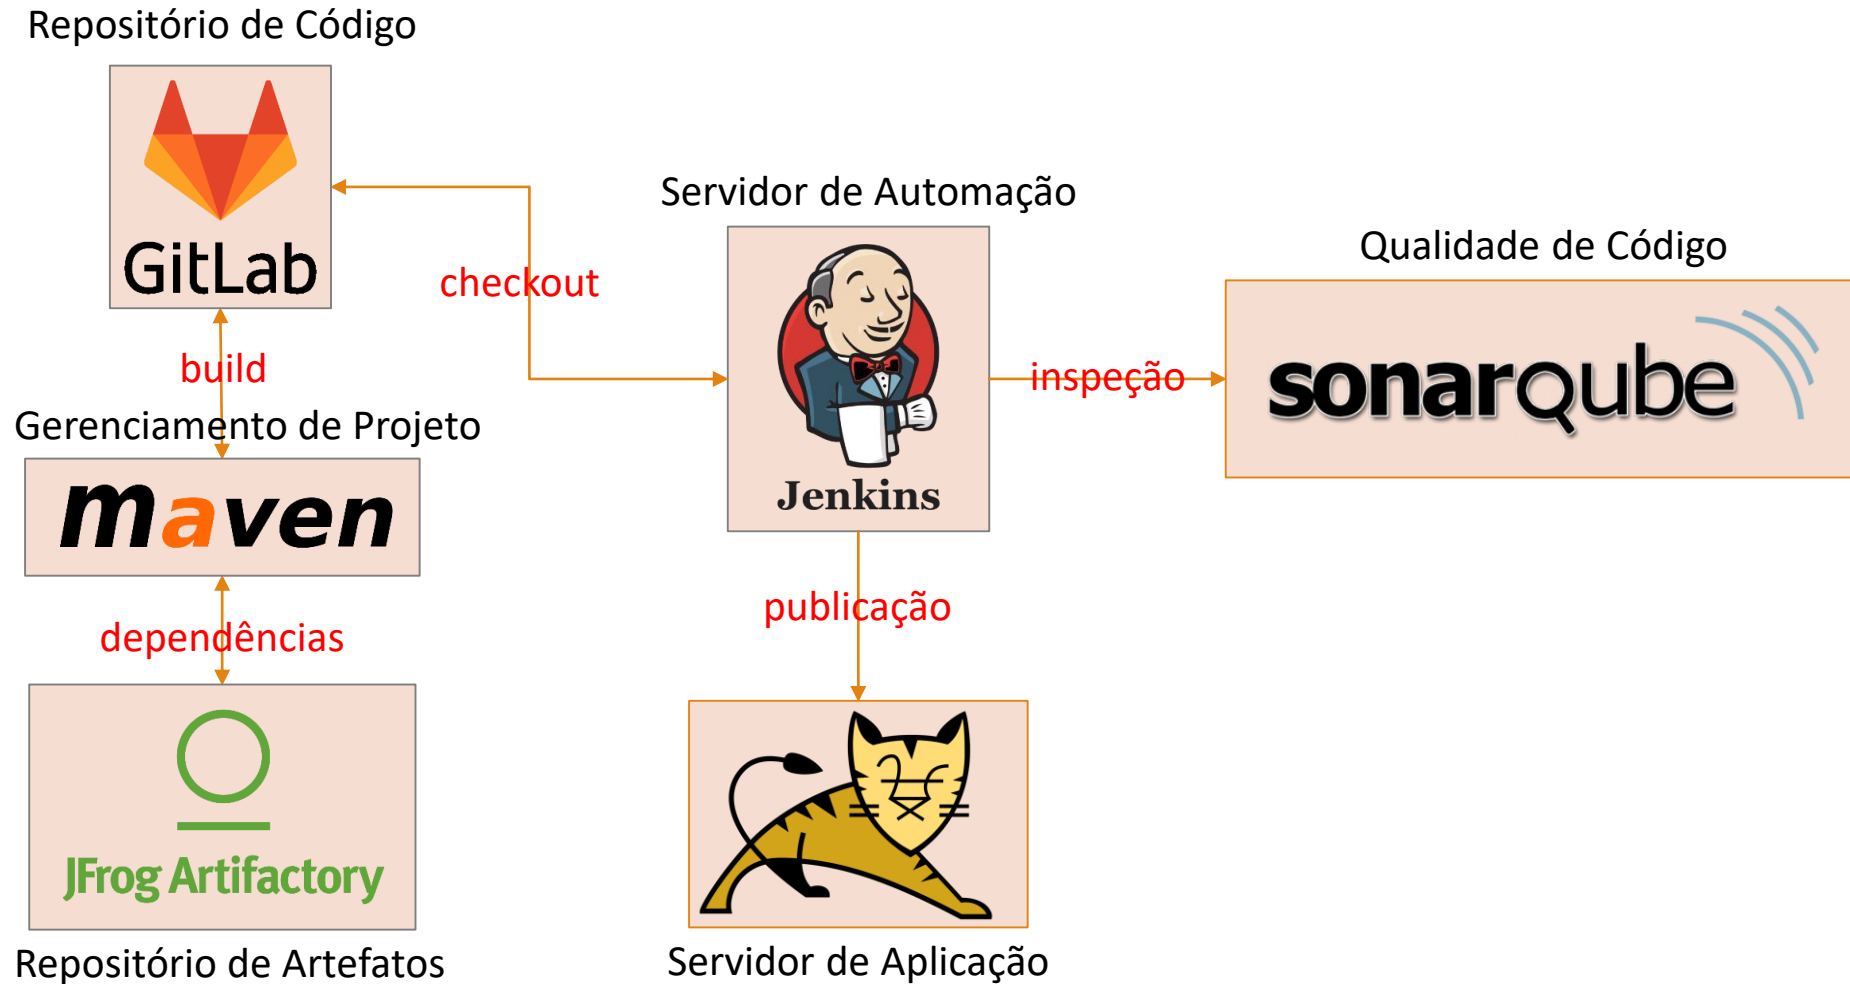 Repositório de Código
GitLab
checkout
build
Gerenciamento de Projeto
maven
dependências
JFrog Artifactory
Repositório de Artefatos
Servidor de Automação
Jenkins
inspeção
Qualidade de Código
sonarqube
publicação
Servidor de Aplicação